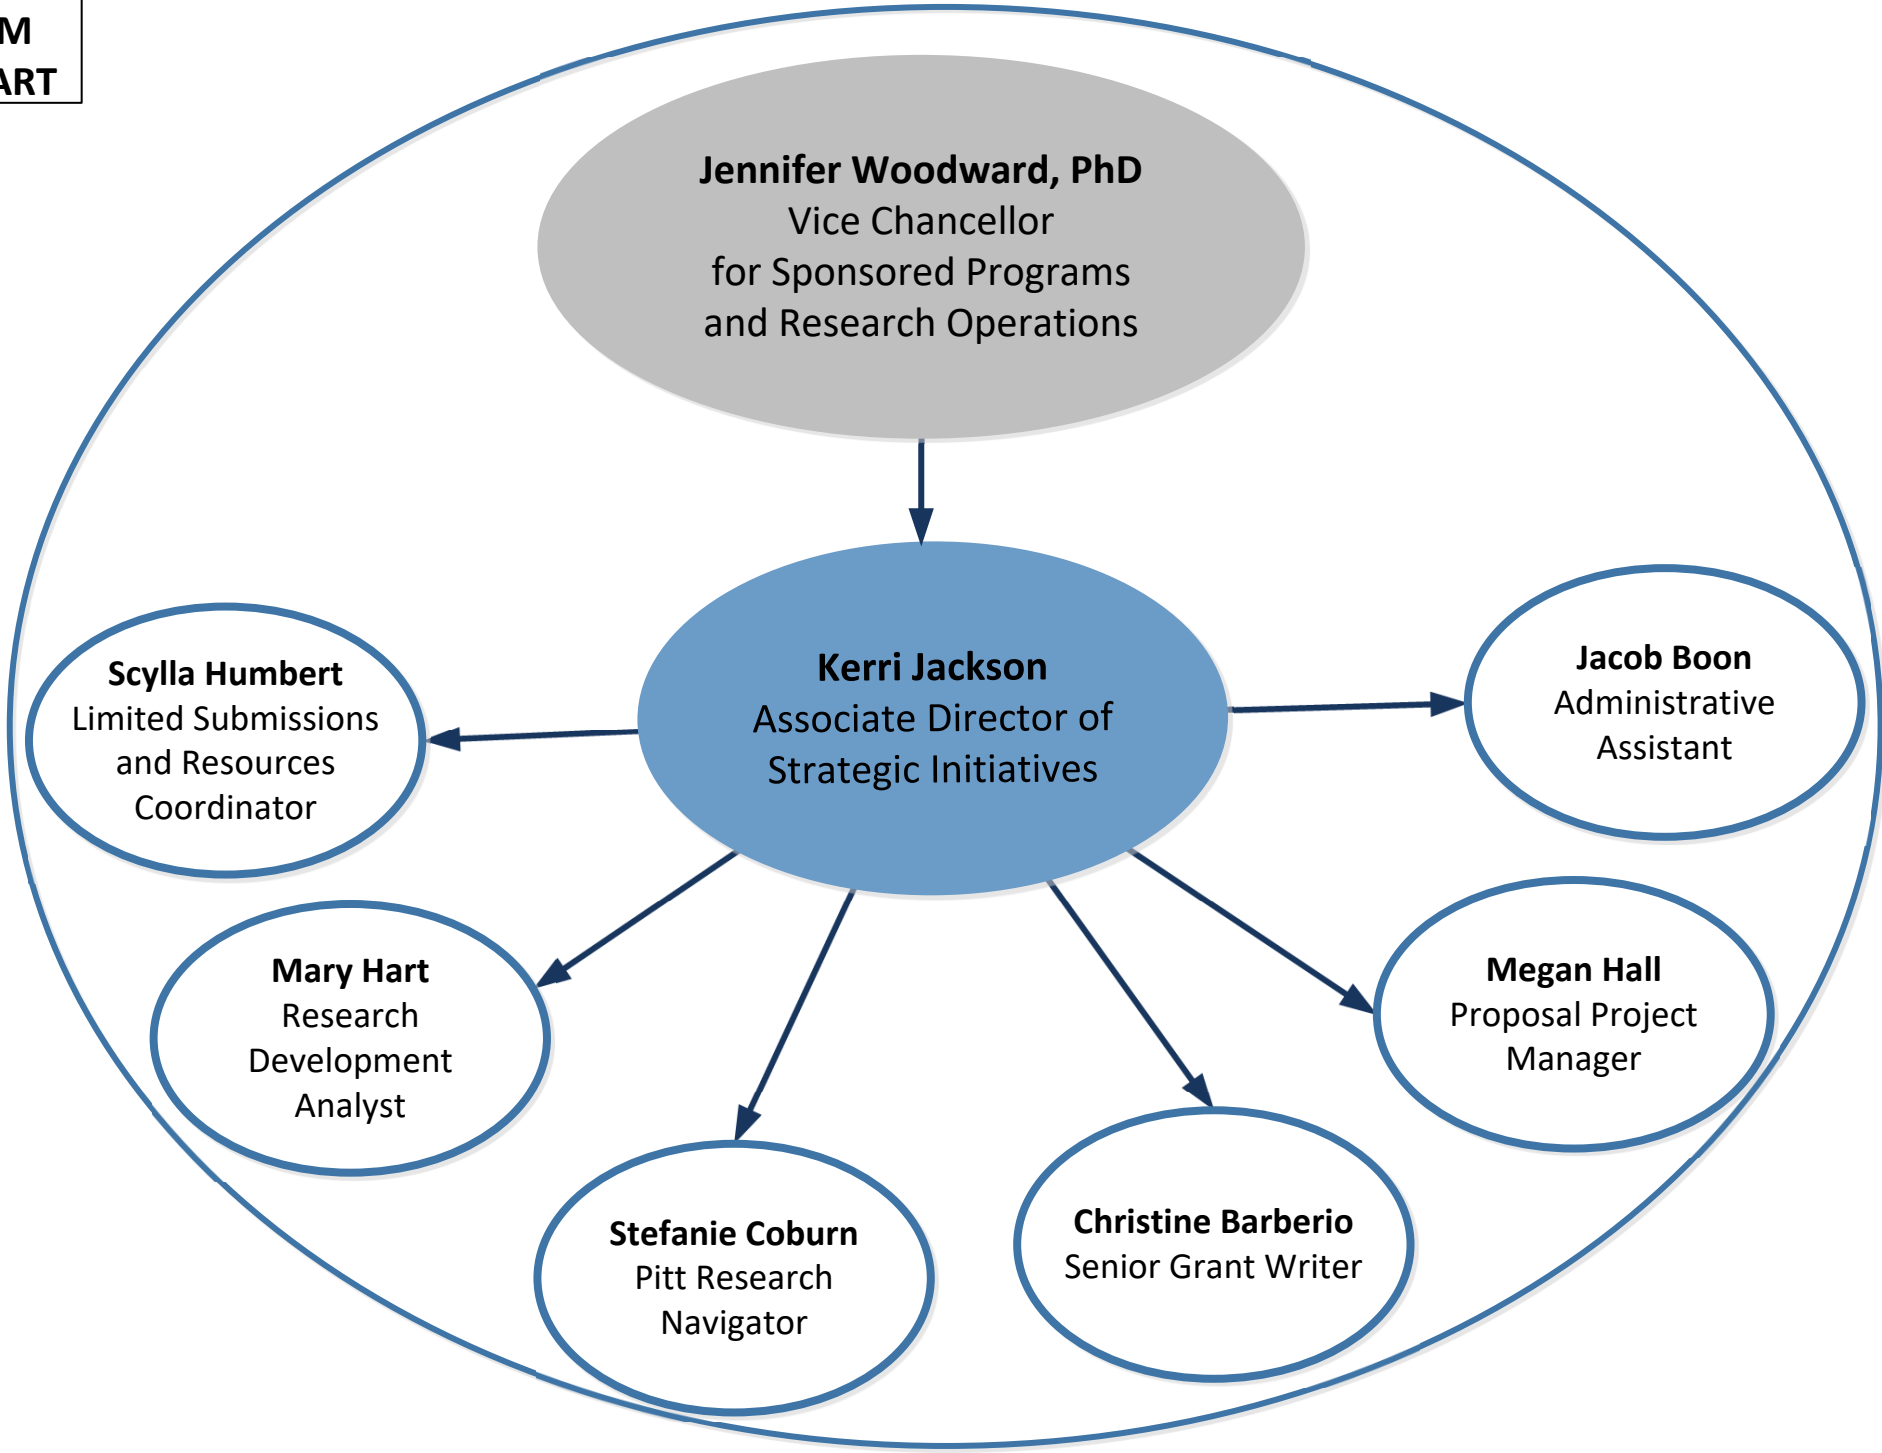 M
ART
Jennifer Woodward, PhD
Vice Chancellor
for Sponsored Programs
and Research Operations
Kerri Jackson
Associate Director of
Strategic Initiatives
Scylla Humbert
Limited Submissions
and Resources
Coordinator
Jacob Boon
Administrative
Assistant
Mary Hart
Research
Development
Analyst
Megan Hall
Proposal Project
Manager
Stefanie Coburn
Pitt Research
Navigator
Christine Barberio
Senior Grant Writer